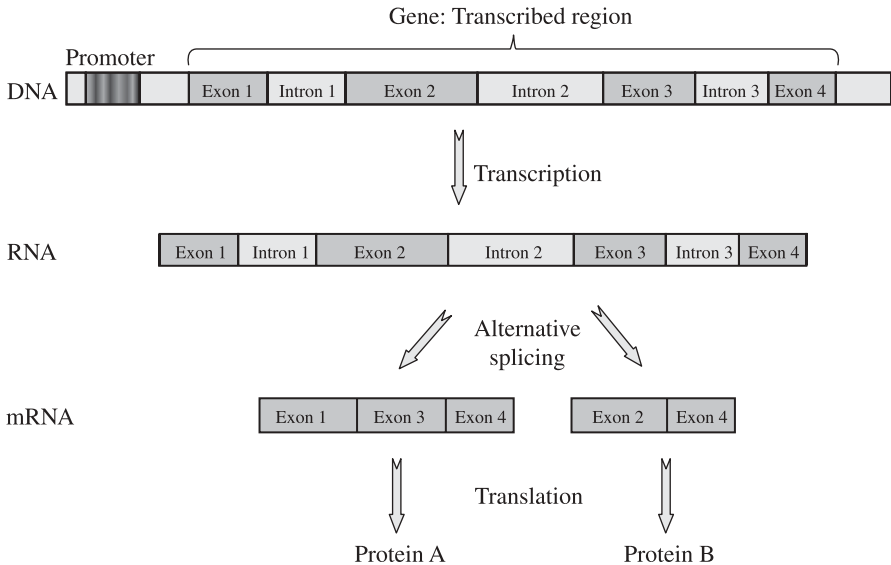 Gene: Transcribed region
Promoter
DNA Exon 1 Intron 1 Exon 2 Intron 2 Exon 3 Intron 3 Exon 4
Transcription
RNA Exon 1 Intron 1 Exon 2 Intron 2 Exon 3 Intron 3 Exon 4
Alternative
splicing
mRNA Exon 1 Exon 3 Exon 4 Exon 2 Exon 4
Translation
Protein A Protein B